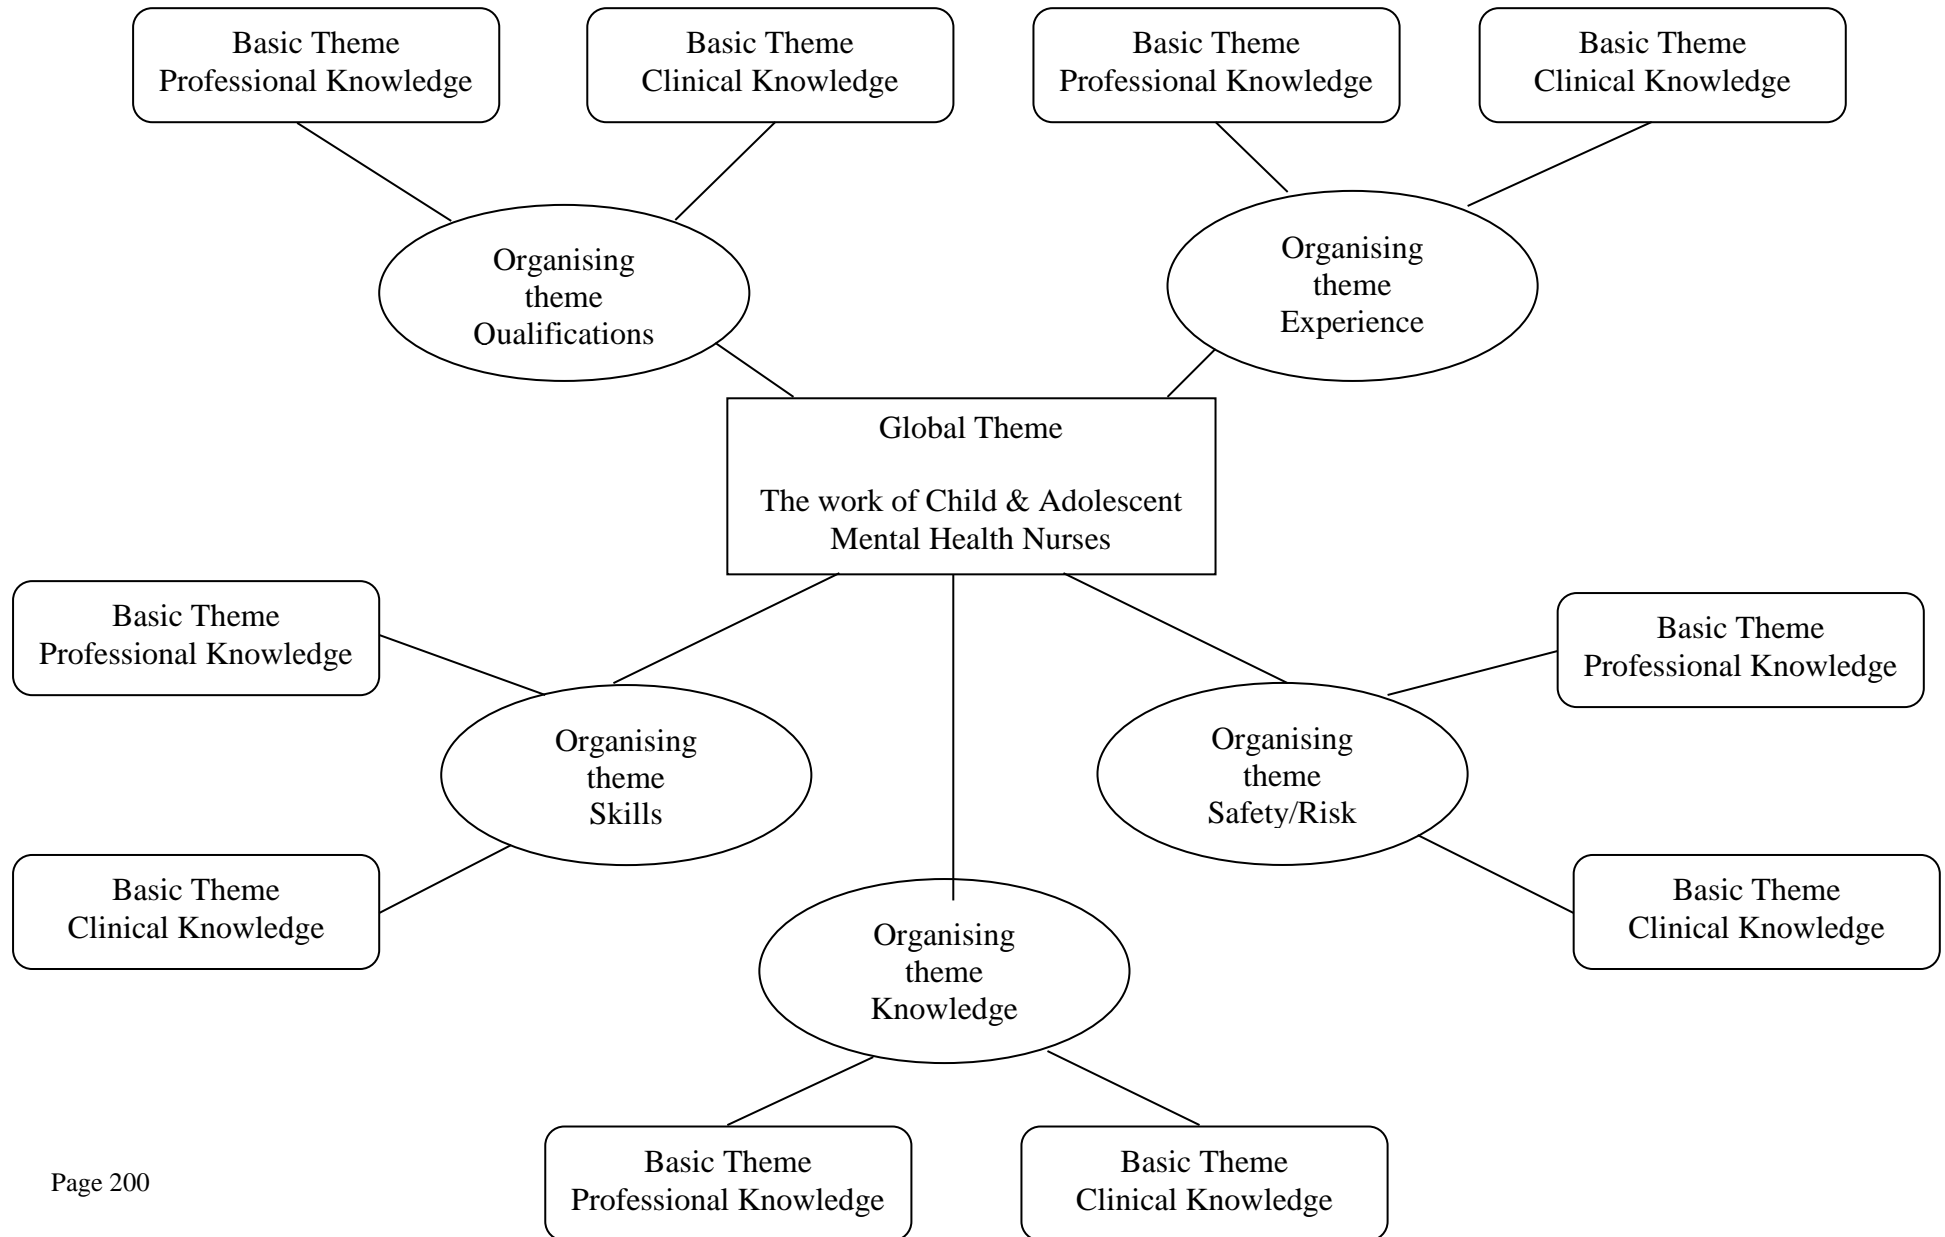 Basic Theme
Professional Knowledge
Basic Theme
Clinical Knowledge
Basic Theme
Professional Knowledge
Basic Theme
Clinical Knowledge
Organising
theme
Qualifications
Organising
theme
Experience
Global Theme
The work of Child & Adolescent
Mental Health Nurses
Basic Theme
Professional Knowledge
Basic Theme
Professional Knowledge
Organising
theme
Skills
Organising
theme
Safety/Risk
Basic Theme
Clinical Knowledge
Basic Theme
Clinical Knowledge
Organising
theme
Knowledge
Basic Theme
Professional Knowledge
Basic Theme
Clinical Knowledge
Page 200